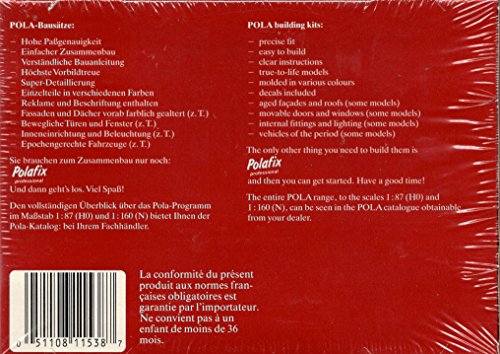 POLA-Bausätze:
– Hohe Paßgenauigkeit
– Einfacher Zusammenbau
– Verständliche Bauanleitung
– Höchste Vorbildtreue
– Super-Detaillierung
– Einzelteile in verschiedenen Farben
– Reklame und Beschriftung enthalten
– Fassaden und Dächer vorab farblich gealtert (z. T.)
– Bewegliche Türen und Fenster (z. T.)
– Inneneinrichtung und Beleuchtung (z. T.)
– Epochengerechte Fahrzeuge (z. T.)
Sie brauchen zum Zusammenbau nur noch:
Polafix
professional
Und dann geht's los. Viel Spaß!
Den vollständigen Überblick über das Pola-Programm
im Maßstab 1:87 (H0) und 1:160 (N) bietet Ihnen der
Pola-Katalog: bei Ihrem Fachhändler.
POLA building kits:
– precise fit
– easy to build
– clear instructions
– true-to-life models
– molded in various colours
– decals included
– aged façades and roofs (some models)
– movable doors and windows (some models)
– internal fittings and lighting (some models)
– vehicles of the period (some models)
The only other thing you need to build them is
Polafix
professional
and then you can get started. Have a good time!
The entire POLA range, to the scales 1:87 (H0) and
1:160 (N), can be seen in the POLA catalogue obtainable
from your dealer.
0 51108 11538 7
La conformité du présent
produit aux normes fran-
çaises obligatoires est
garantie par l'importateur.
Ne convient pas à un
enfant de moins de 36
mois.